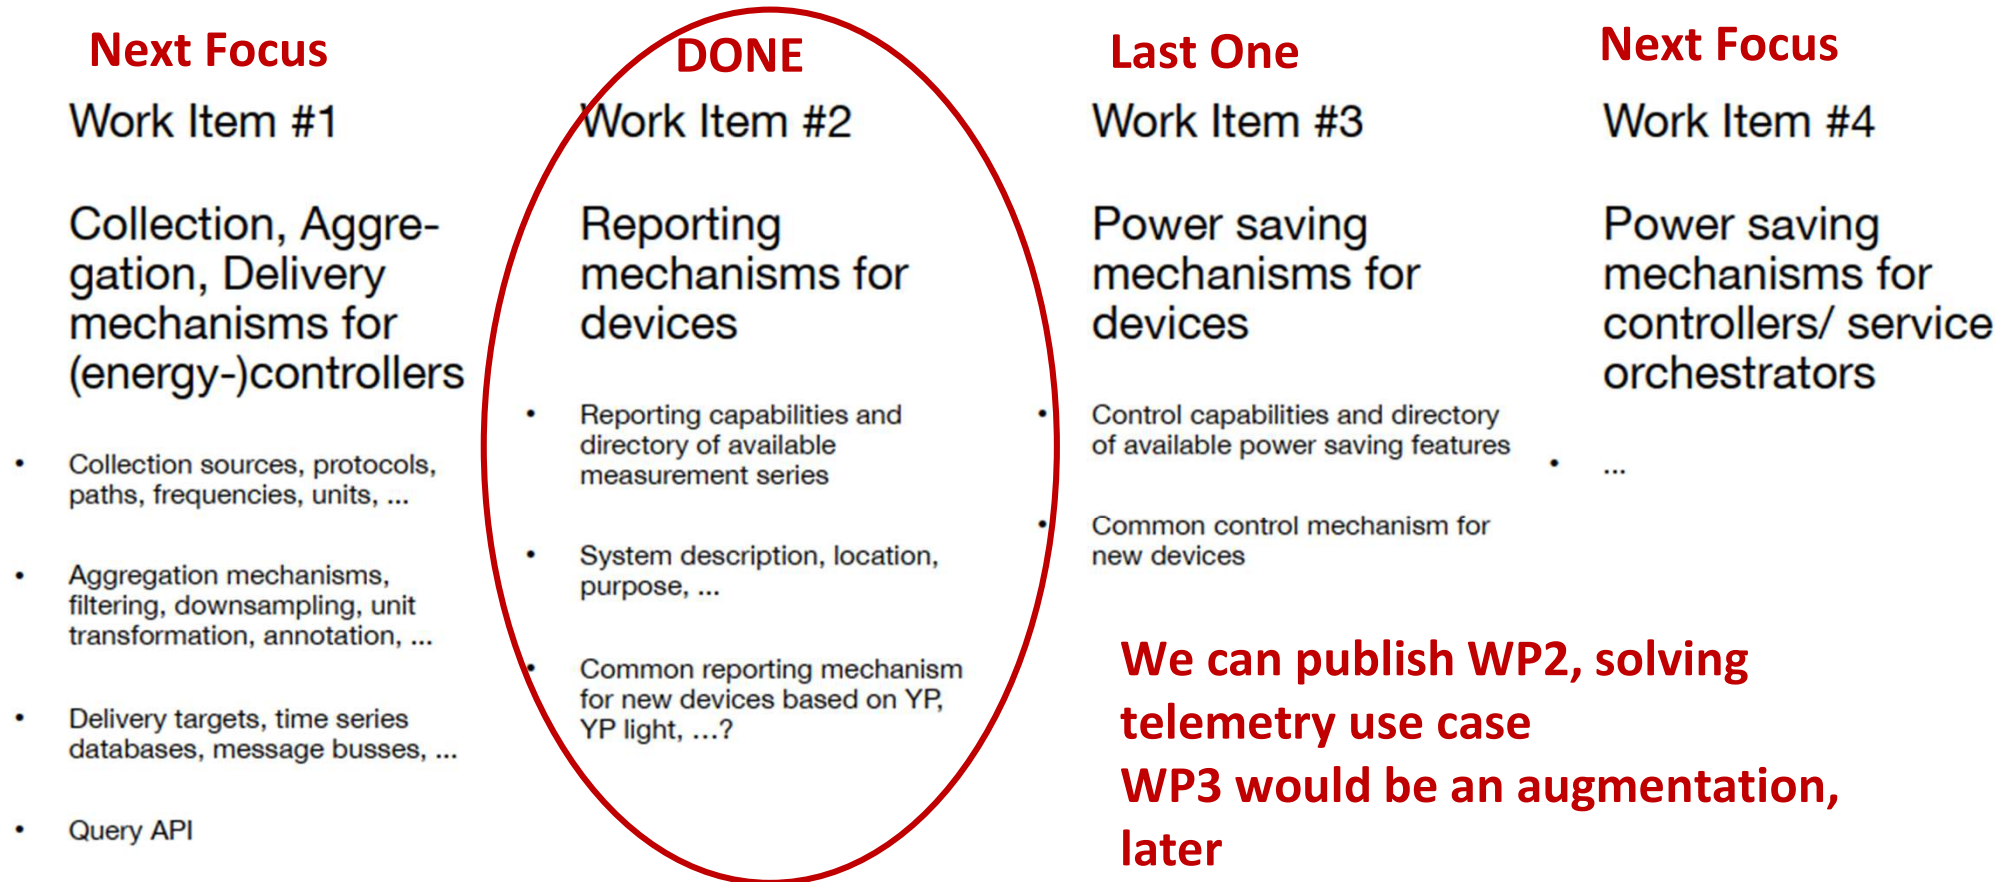 Next Focus
Work Item #1
Collection, Aggre-
gation, Delivery
mechanisms for
(energy-)controllers
• Collection sources, protocols,
paths, frequencies, units, ...
• Aggregation mechanisms,
filtering, downsampling, unit
transformation, annotation, ...
• Delivery targets, time series
databases, message busses, ...
• Query API
DONE
Work Item #2
Reporting
mechanisms for
devices
• Reporting capabilities and
directory of available
measurement series
• System description, location,
purpose, ...
• Common reporting mechanism
for new devices based on YP,
YP light, ...?
Last One
Work Item #3
Power saving
mechanisms for
devices
• Control capabilities and directory
of available power saving features
• Common control mechanism for
new devices
Next Focus
Work Item #4
Power saving
mechanisms for
controllers/ service
orchestrators
• ...
We can publish WP2, solving
telemetry use case
WP3 would be an augmentation,
later